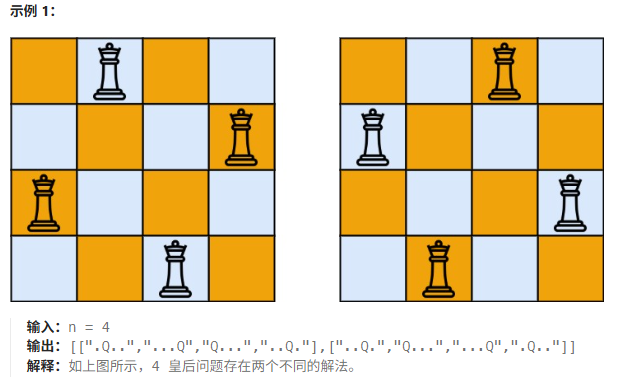 示例 1：
输入：n = 4
输出：[[".Q..","...Q","Q...","..Q."],["..Q.","Q...","...Q",".Q.."]]
解释：如上图所示，4 皇后问题存在两个不同的解法。